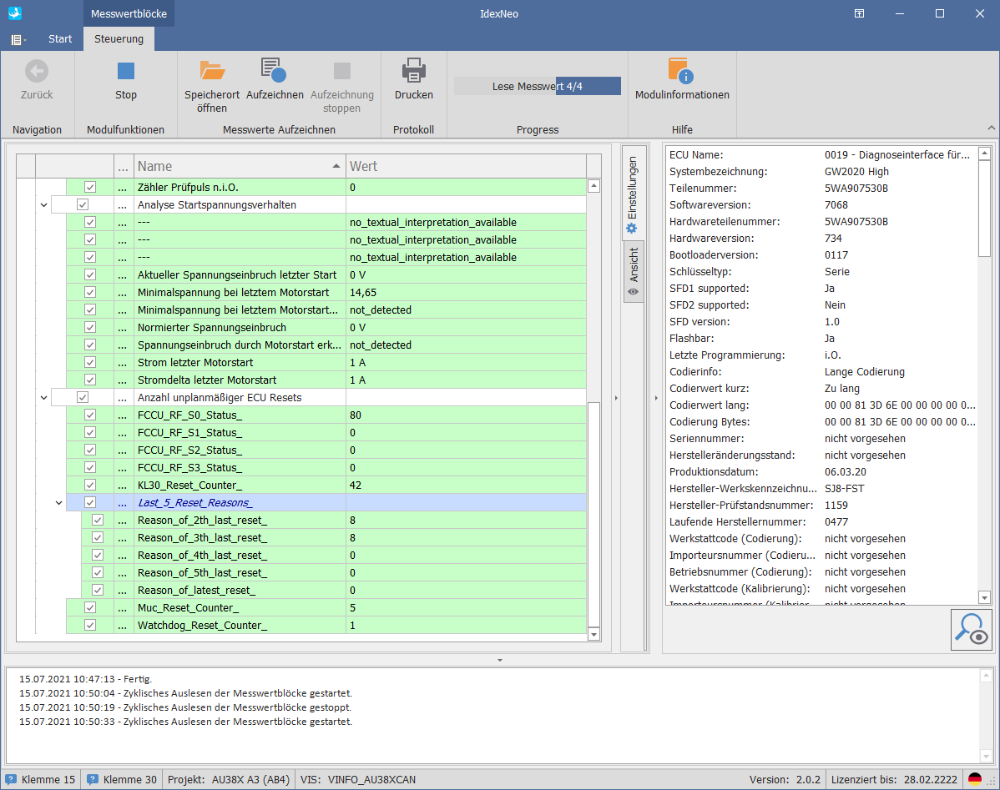 Messwertblöcke
IdexNeo
Start
Steuerung
Zurück
Stop
Speicherort öffnen
Aufzeichnen
Aufzeichnung stoppen
Drucken
Lese Messwert 4/4
Modulinformationen
Navigation
Modulfunktionen
Messwerte Aufzeichnen
Protokoll
Progress
Hilfe
... Name Wert
... Zähler Prüfpuls n.i.O. 0
... Analyse Startspannungsverhalten
... --- no_textual_interpretation_available
... --- no_textual_interpretation_available
... --- no_textual_interpretation_available
... Aktueller Spannungseinbruch letzter Start 0 V
... Minimalspannung bei letztem Motorstart 14,65
... Minimalspannung bei letztem Motorstart... not_detected
... Normierter Spannungseinbruch 0 V
... Spannungseinbruch durch Motorstart erk... not_detected
... Strom letzter Motorstart 1 A
... Stromdelta letzter Motorstart 1 A
... Anzahl unplanmäßiger ECU Resets
... FCCU_RF_S0_Status_ 80
... FCCU_RF_S1_Status_ 0
... FCCU_RF_S2_Status_ 0
... FCCU_RF_S3_Status_ 0
... KL30_Reset_Counter_ 42
... Last_5_Reset_Reasons_
... Reason_of_2th_last_reset_ 8
... Reason_of_3th_last_reset_ 8
... Reason_of_4th_last_reset_ 0
... Reason_of_5th_last_reset_ 0
... Reason_of_latest_reset_ 0
... Muc_Reset_Counter_ 5
... Watchdog_Reset_Counter_ 1
Einstellungen
Ansicht
ECU Name: 0019 - Diagnoseinterface für...
Systembezeichnung: GW2020 High
Teilenummer: 5WA907530B
Softwareversion: 7068
Hardwareteilenummer: 5WA907530B
Hardwareversion: 734
Bootloaderversion: 0117
Schlüsseltyp: Serie
SFD1 supported: Ja
SFD2 supported: Nein
SFD version: 1.0
Flashbar: Ja
Letzte Programmierung: i.O.
Codierinfo: Lange Codierung
Codierwert kurz: Zu lang
Codierwert lang: 00 00 81 3D 6E 00 00 00 00 0...
Codierung Bytes: 00 00 81 3D 6E 00 00 00 00 0...
Seriennummer: nicht vorgesehen
Herstelleränderungsstand: nicht vorgesehen
Produktionsdatum: 06.03.20
Hersteller-Werkskennzeichnu... SJ8-FST
Hersteller-Prüfstandsnummer: 1159
Laufende Herstellernummer: 0477
Werkstattcode (Codierung): nicht vorgesehen
Importeursnummer (Codieru... nicht vorgesehen
Betriebsnummer (Codierung): nicht vorgesehen
Werkstattcode (Kalibrierung): nicht vorgesehen
Importeursnummer (Kalibrier... nicht vorgesehen
15.07.2021 10:47:13 - Fertig.
15.07.2021 10:50:04 - Zyklisches Auslesen der Messwertblöcke gestartet.
15.07.2021 10:50:19 - Zyklisches Auslesen der Messwertblöcke gestoppt.
15.07.2021 10:50:33 - Zyklisches Auslesen der Messwertblöcke gestartet.
Klemme 15 Klemme 30 Projekt: AU38X A3 (AB4) VIS: VINFO_AU38XCAN Version: 2.0.2 Lizenziert bis: 28.02.2222